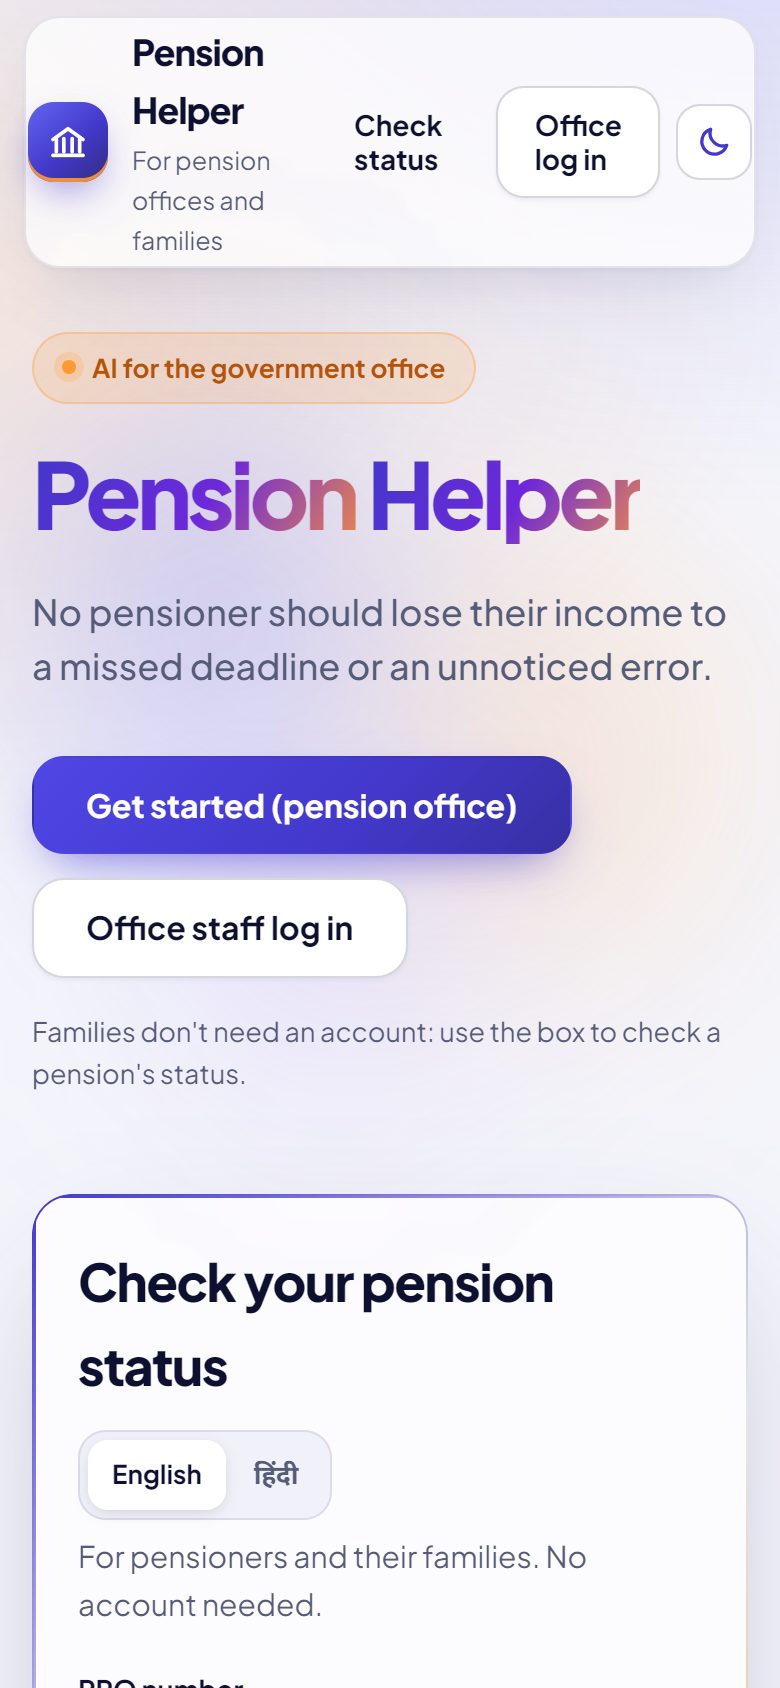 Pension
Helper
For pension
offices and
families
Check
status
Office
log in
AI for the government office
Pension Helper
No pensioner should lose their income to
a missed deadline or an unnoticed error.
Get started (pension office)
Office staff log in
Families don't need an account: use the box to check a
pension's status.
Check your pension
status
English हिंदी
For pensioners and their families. No
account needed.
PPO number